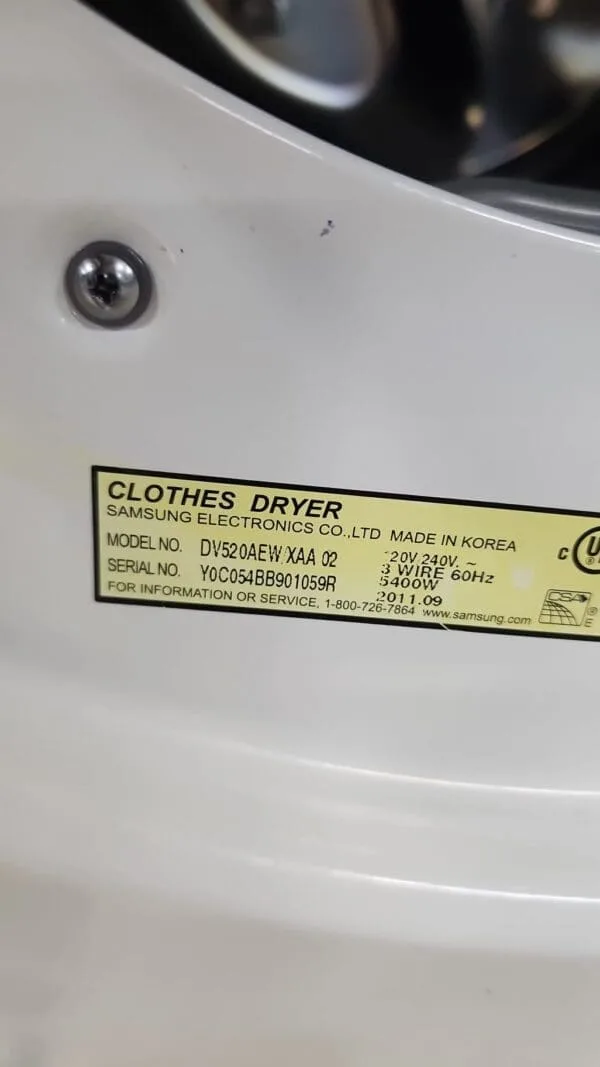 CLOTHES DRYER
SAMSUNG ELECTRONICS CO.,LTD MADE IN KOREA
MODEL NO. DV520AEW/XAA 02 120V 240V. ~
3 WIRE 60Hz
SERIAL NO. Y0C054BB901059R 5400W
2011.09
FOR INFORMATION OR SERVICE, 1-800-726-7864 www.samsung.com
C U
CSA
E